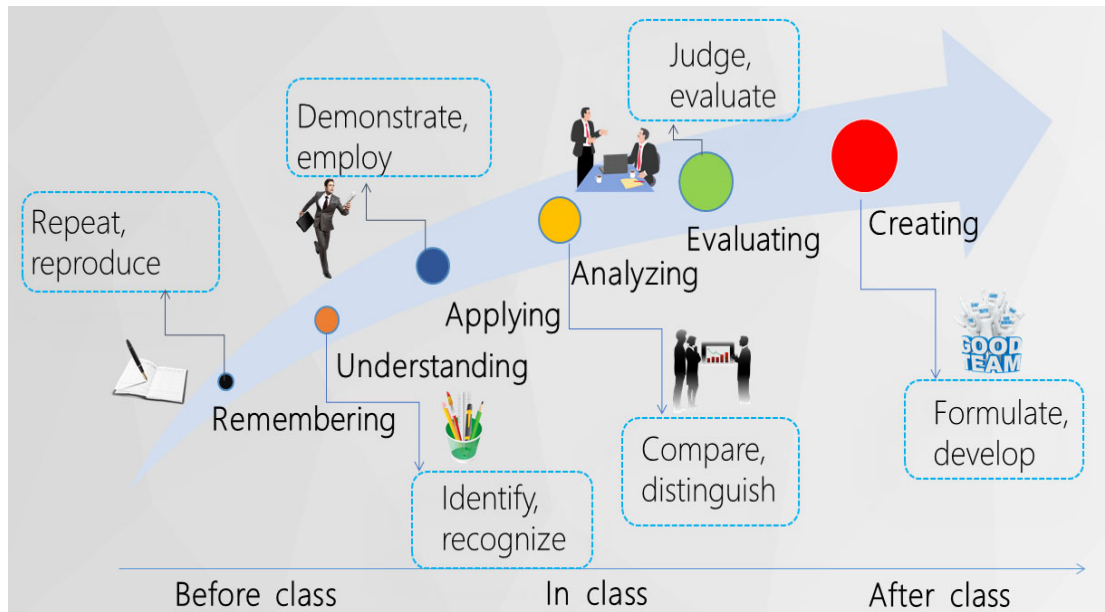 Judge,
evaluate
Demonstrate,
employ
Creating
Repeat,
reproduce
Evaluating
Analyzing
Applying
Understanding
Remembering
GOOD
TEAM
Formulate,
develop
Compare,
distinguish
Identify,
recognize
Before class
In class
After class